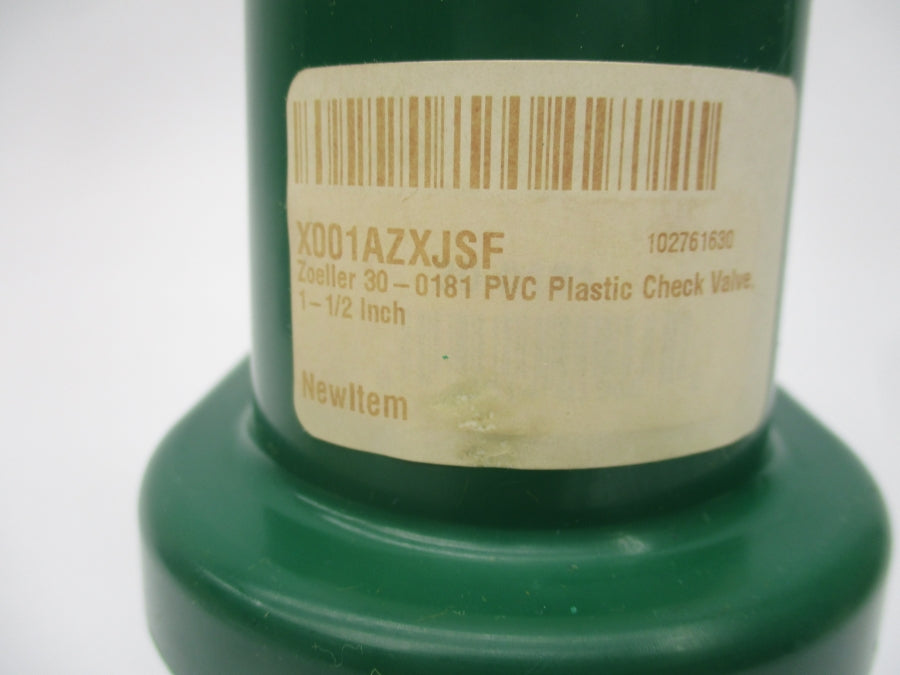 X001AZXJSF 102761630
Zoeller 30-0181 PVC Plastic Check Valve,
1-1/2 Inch
NewItem